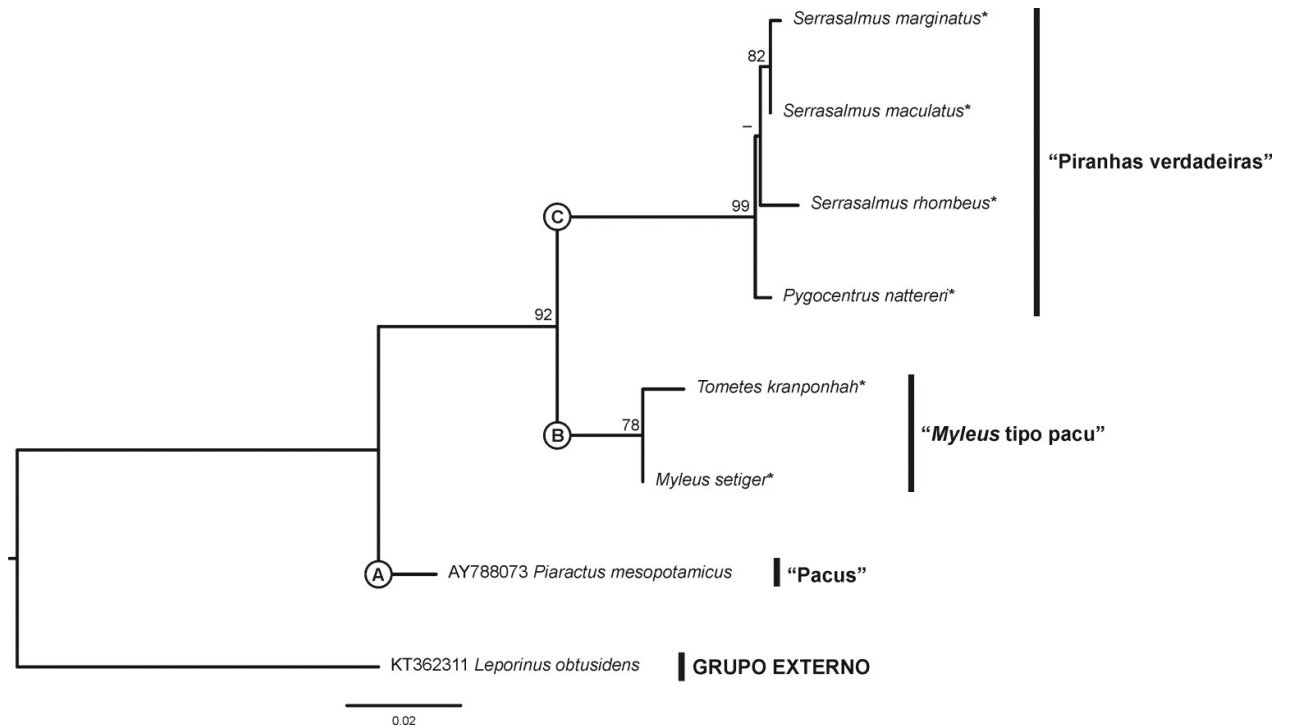 Serrasalmus marginatus*
82
Serrasalmus maculatus*
–
"Piranhas verdadeiras"
Serrasalmus rhombeus*
99
C
Pygocentrus nattereri*
92
Tometes kranponhah*
78
B
"Myleus tipo pacu"
Myleus setiger*
A
AY788073 Piaractus mesopotamicus
"Pacus"
KT362311 Leporinus obtusidens
GRUPO EXTERNO
0.02